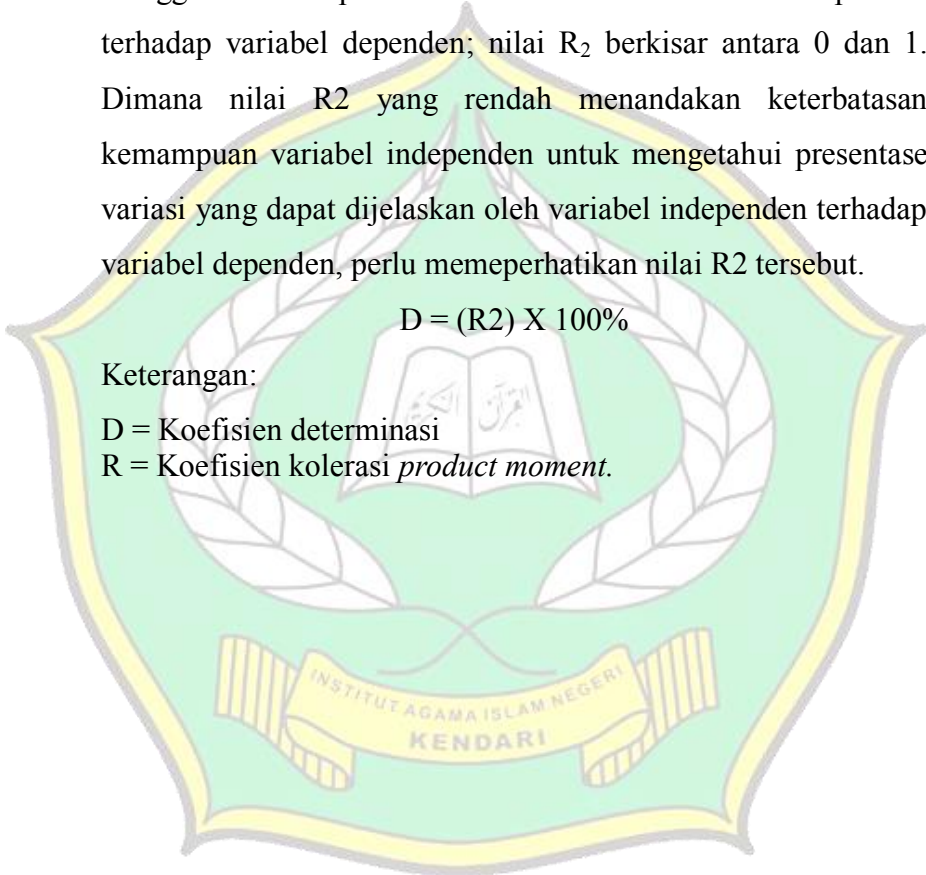 terhadap variabel dependen; nilai R₂ berkisar antara 0 dan 1.
Dimana nilai R2 yang rendah menandakan keterbatasan
kemampuan variabel independen untuk mengetahui presentase
variasi yang dapat dijelaskan oleh variabel independen terhadap
variabel dependen, perlu memeperhatikan nilai R2 tersebut.
D = (R2) X 100%
Keterangan:
القرآن الكريم
D = Koefisien determinasi
R = Koefisien kolerasi product moment.
INSTITUT AGAMA ISLAM NEGERI
KENDARI